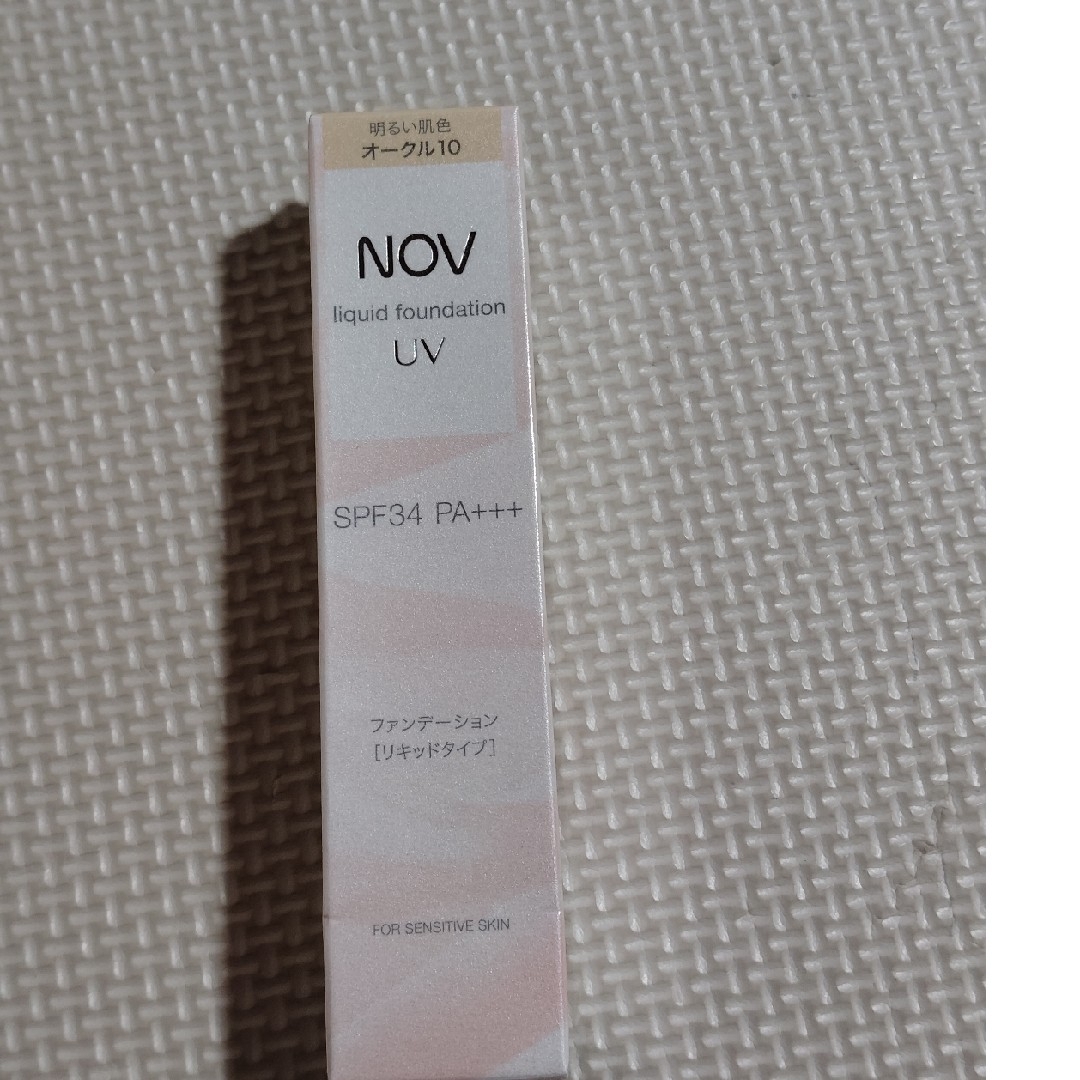 明るい肌色
オークル10
NOV
liquid foundation
UV
SPF34 PA+++
ファンデーション
[リキッドタイプ]
FOR SENSITIVE SKIN